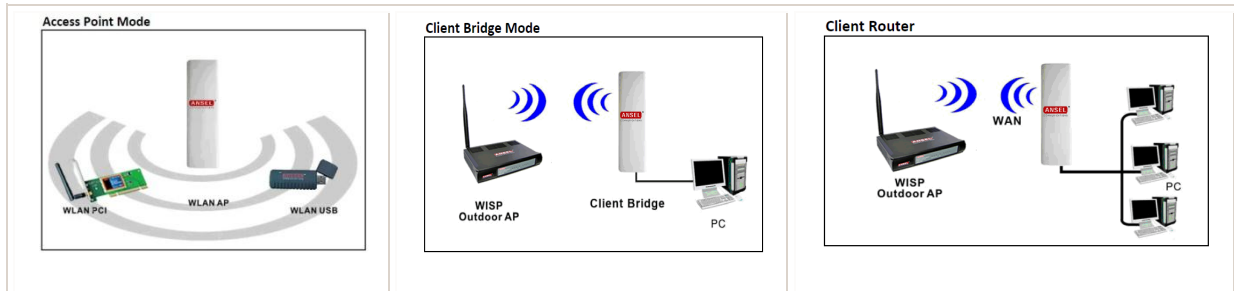 Access Point Mode
ANSEL
WLAN PCI
WLAN AP
WLAN USB
Client Bridge Mode
ANSEL
WISP
Outdoor AP
Client Bridge
PC
Client Router
ANSEL
WAN
WISP
Outdoor AP
PC